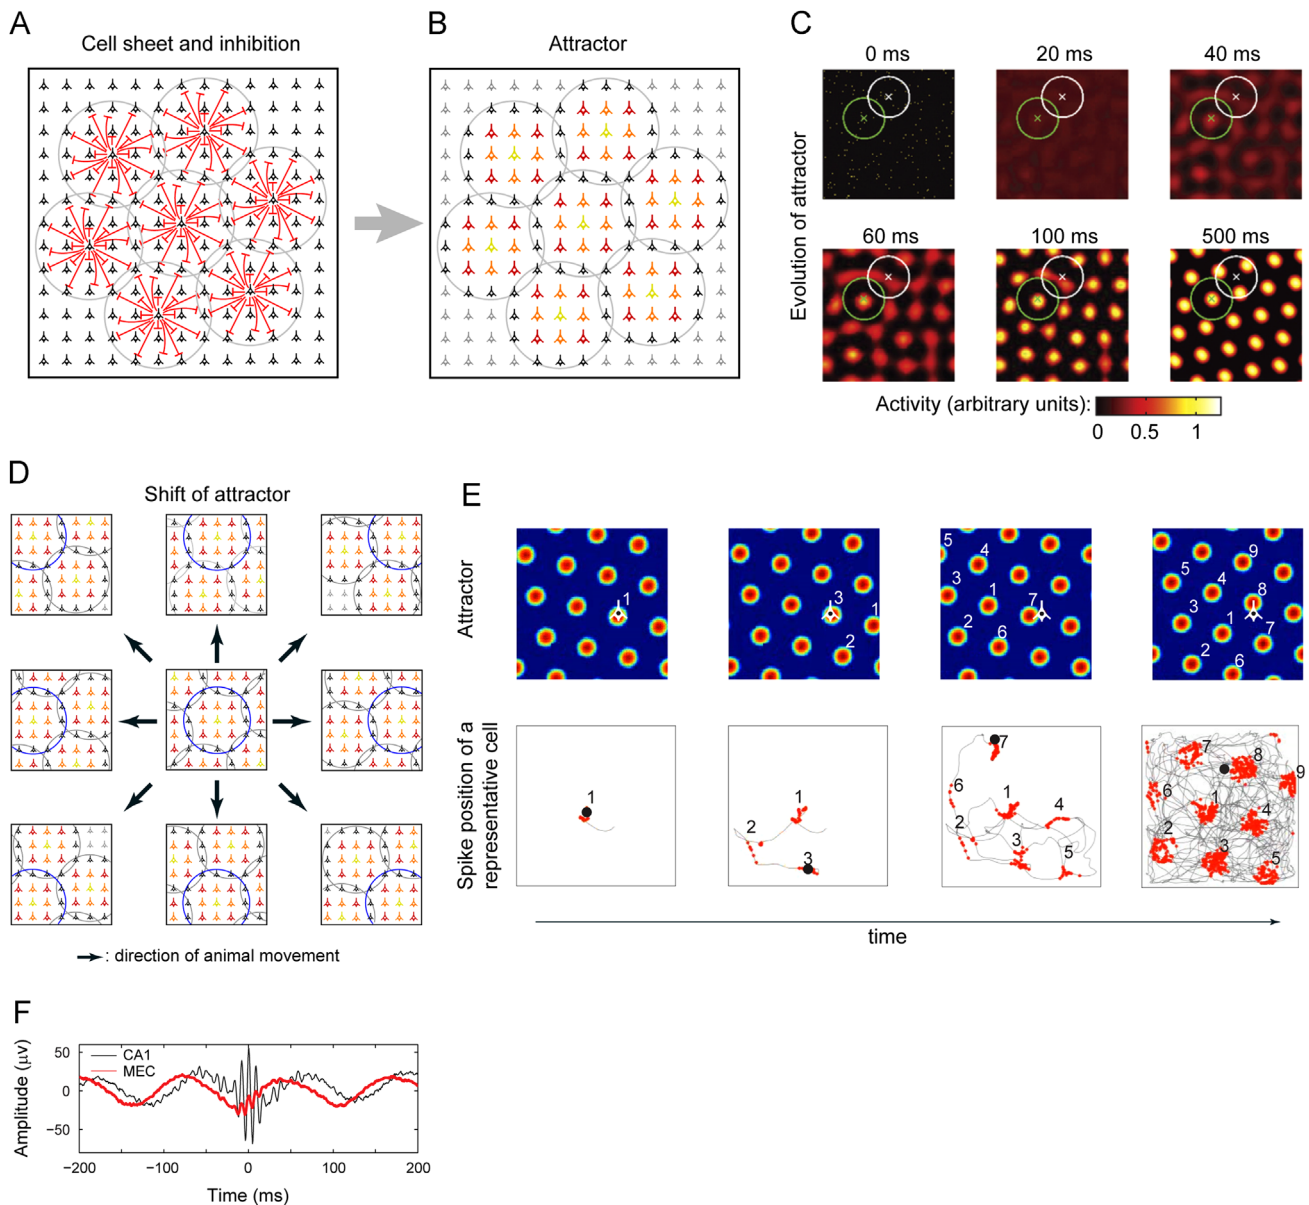 A
Cell sheet and inhibition
B
Attractor
C
0 ms
20 ms
40 ms
Evolution of attractor
60 ms
100 ms
500 ms
Activity (arbitrary units):
0 0.5 1
D
Shift of attractor
: direction of animal movement
E
Attractor
1
3
1
2
5
4
3
1
7
2
6
9
5
4
8
3
1
7
2
6
Spike position of a
representative cell
1
1
2
3
7
6
1
4
2
3
5
7
8
9
6
1
4
2
3
5
time
F
Amplitude (μv)
50
0
−50
CA1
MEC
−200 −100 0 100 200
Time (ms)